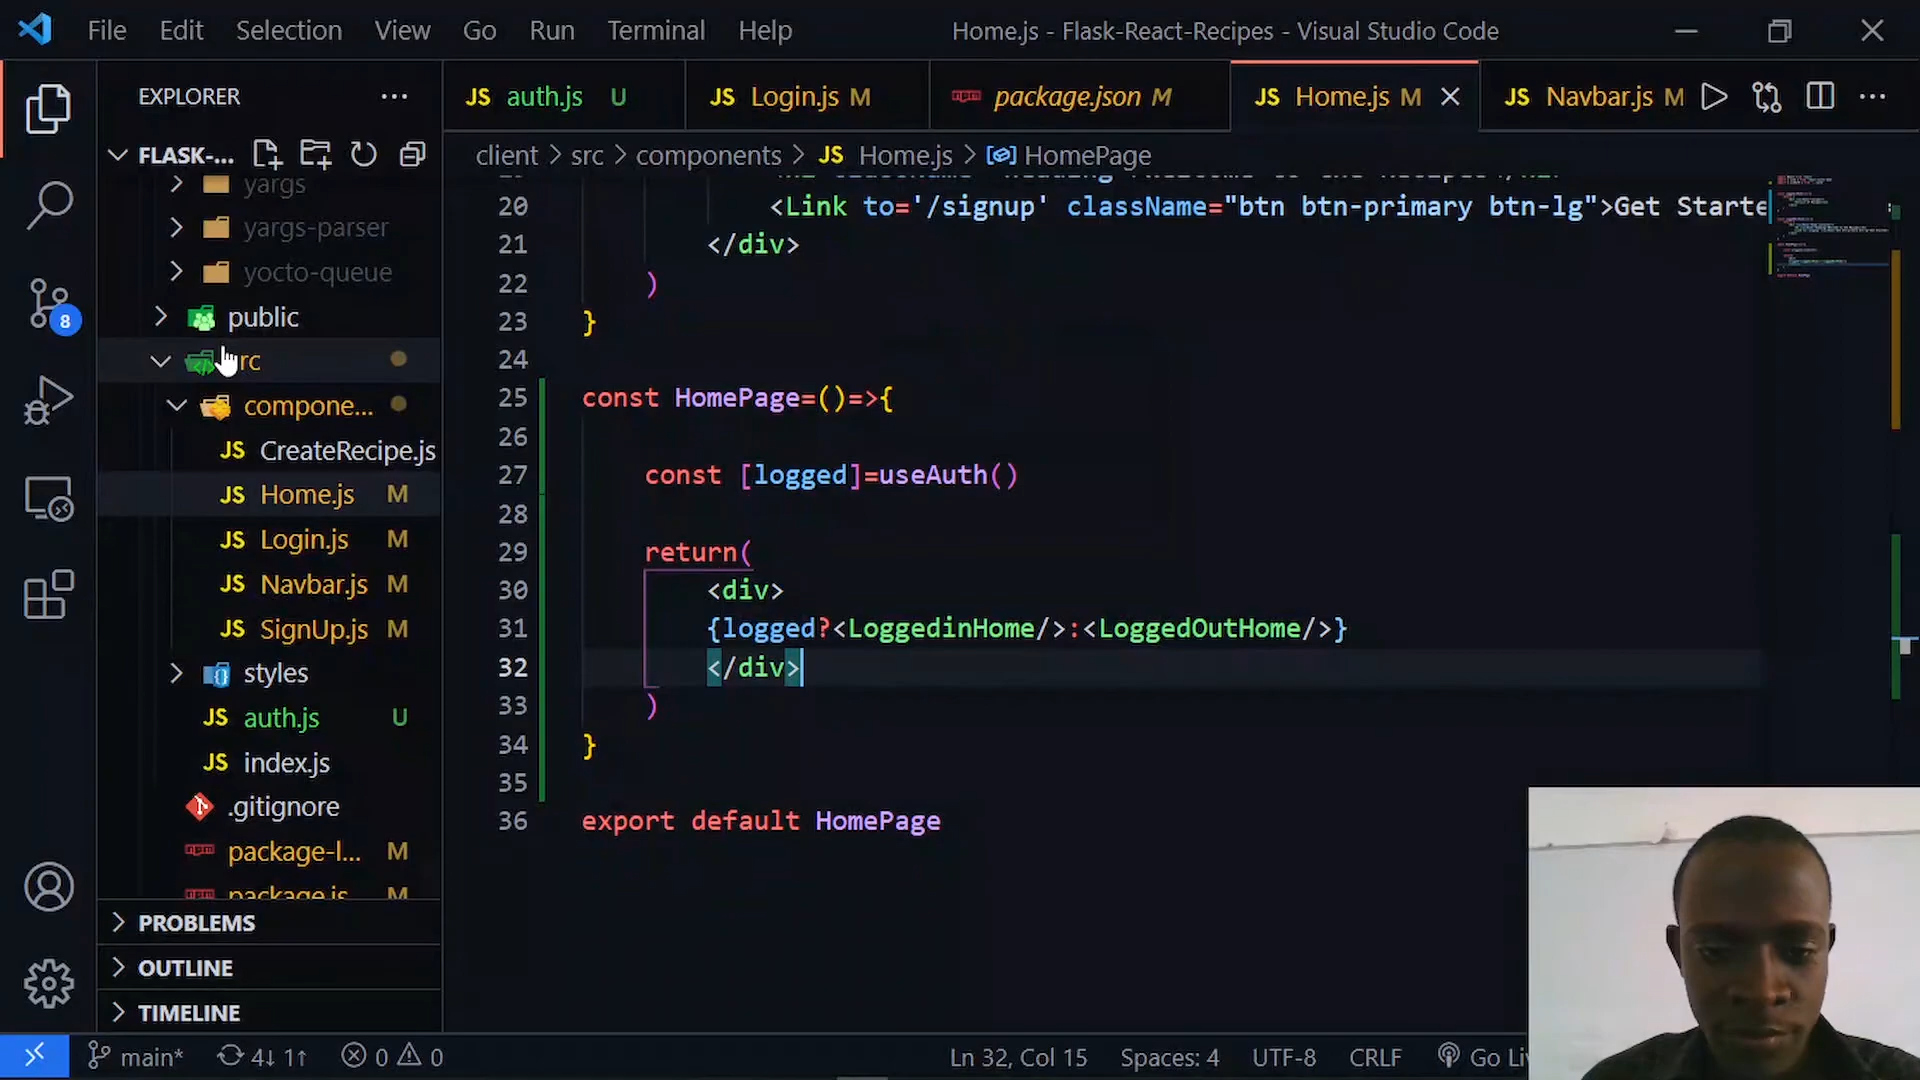 File Edit Selection View Go Run Terminal Help
Home.js - Flask-React-Recipes - Visual Studio Code
EXPLORER
JS auth.js U
JS Login.js M
package.json M
JS Home.js M
JS Navbar.js M
FLASK-...
client > src > components > JS Home.js > HomePage
yargs
yargs-parser
yocto-queue
public
rc
compone...
JS CreateRecipe.js
JS Home.js M
JS Login.js M
JS Navbar.js M
JS SignUp.js M
styles
JS auth.js U
JS index.js
.gitignore
package-l... M
package.js M
PROBLEMS
OUTLINE
TIMELINE
8
20 <Link to='/signup' className="btn btn-primary btn-lg">Get Starte
21 </div>
22 )
23 }
24
25 const HomePage=()=>{
26
27 const [logged]=useAuth()
28
29 return(
30 <div>
31 {logged?<LoggedinHome/>:<LoggedOutHome/>}
32 </div>
33 )
34 }
35
36 export default HomePage
main* 4↓ 1↑ 0 0
Ln 32, Col 15 Spaces: 4 UTF-8 CRLF Go Li